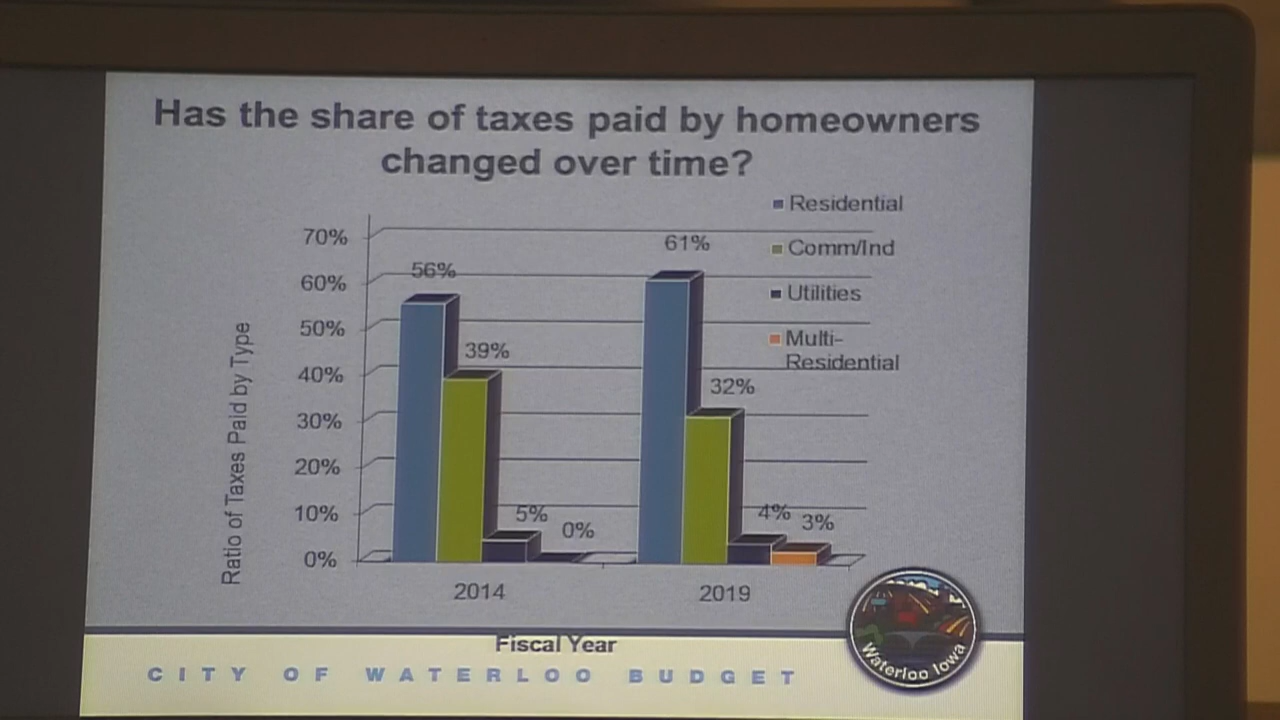 Has the share of taxes paid by homeowners
changed over time?
Residential
Comm/Ind
Utilities
Multi-
Residential
Ratio of Taxes Paid by Type
70%
60%
50%
40%
30%
20%
10%
0%
56%
39%
5%
0%
61%
32%
4%
3%
2014
2019
Fiscal Year
CITY OF WATERLOO BUDGET
Waterloo Iowa